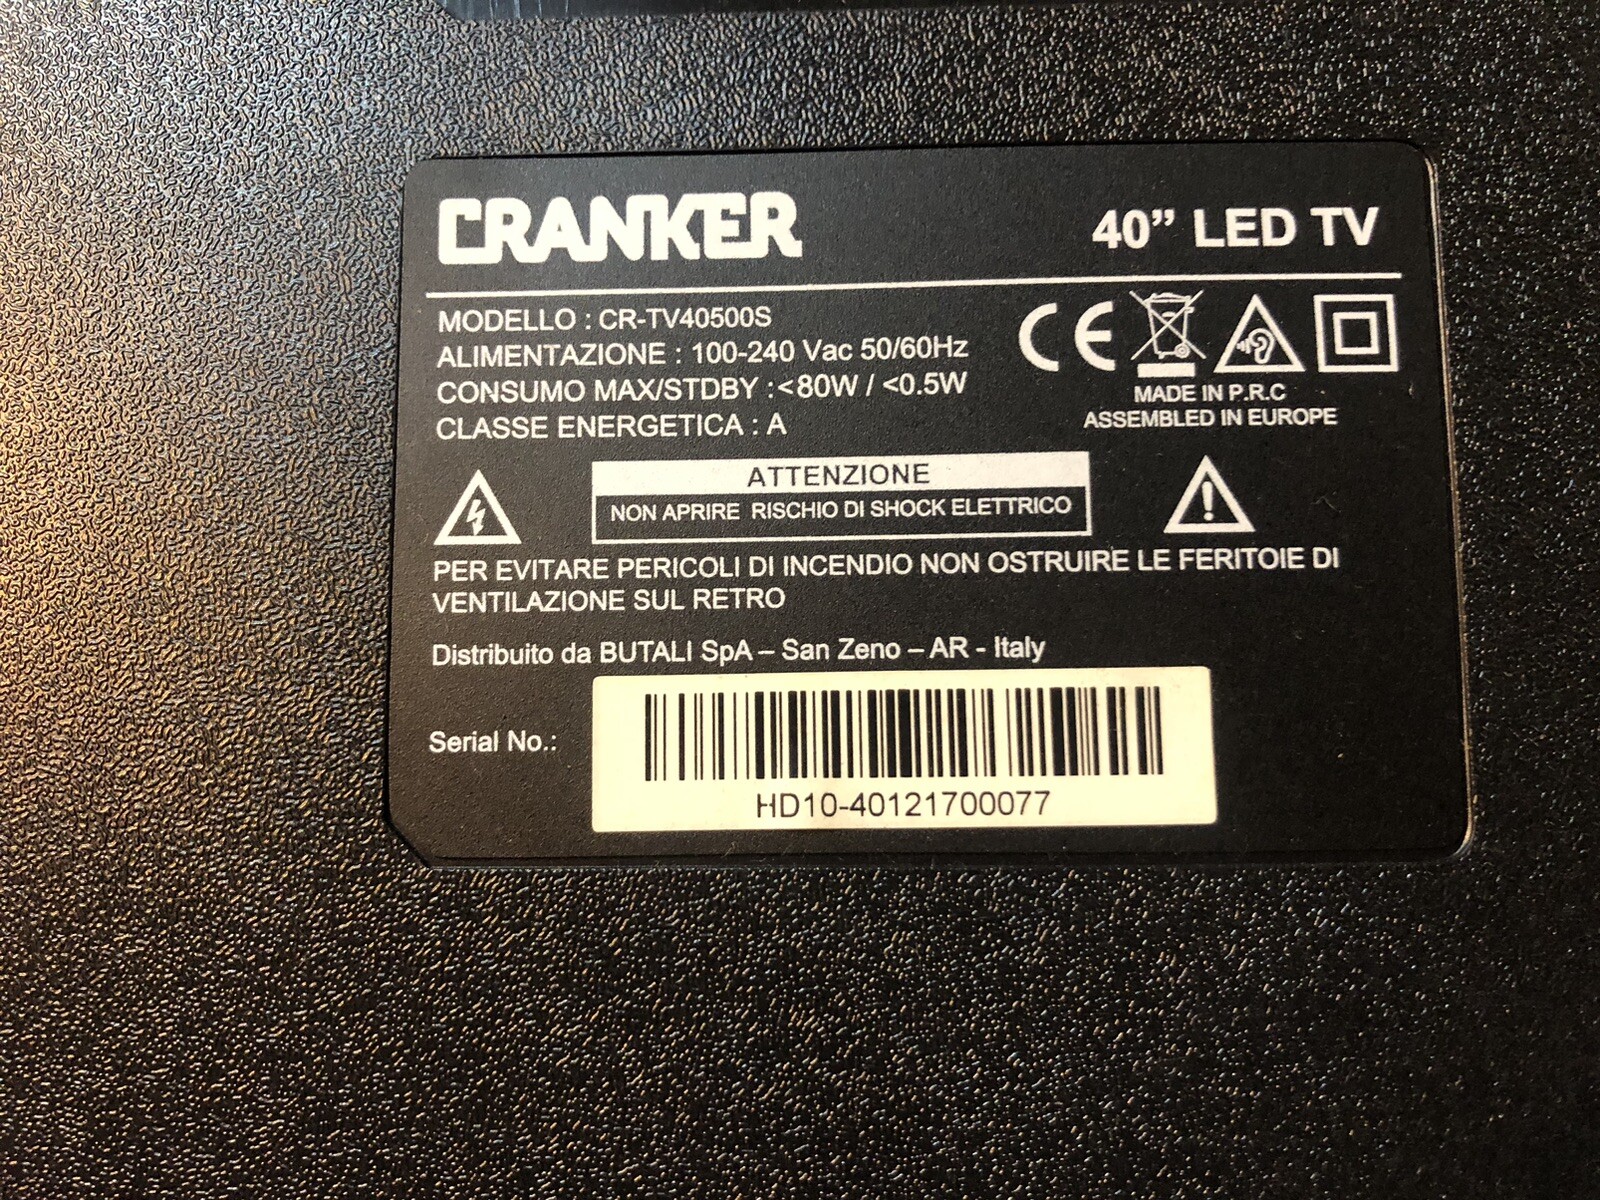 CRANKER
40” LED TV
MODELLO : CR-TV40500S
ALIMENTAZIONE : 100-240 Vac 50/60Hz
CONSUMO MAX/STDBY :<80W / <0.5W
CLASSE ENERGETICA : A
CE
MADE IN P.R.C
ASSEMBLED IN EUROPE
ATTENZIONE
NON APRIRE RISCHIO DI SHOCK ELETTRICO
PER EVITARE PERICOLI DI INCENDIO NON OSTRUIRE LE FERITOIE DI
VENTILAZIONE SUL RETRO
Distribuito da BUTALI SpA – San Zeno – AR - Italy
Serial No.:
HD10-40121700077